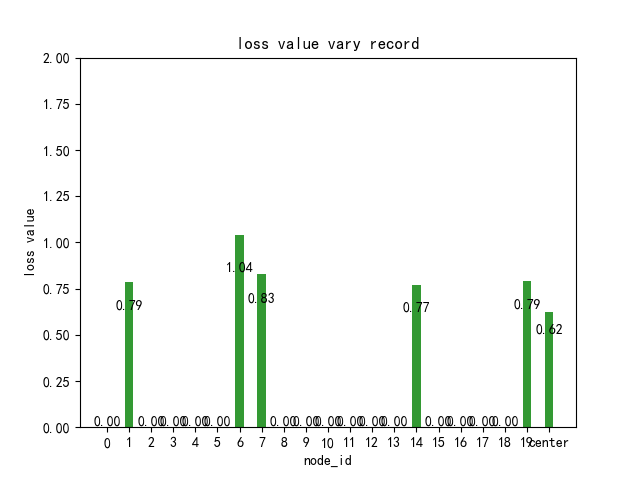 loss value vary record
2.00
1.75
1.50
1.25
1.00
0.75
0.50
0.25
0.00
loss value
0.00 0.79 0.00 0.00 0.00 0.00 1.04 0.83 0.00 0.00 0.00 0.00 0.00 0.00 0.77 0.00 0.00 0.00 0.00 0.79 0.62
0 1 2 3 4 5 6 7 8 9 10 11 12 13 14 15 16 17 18 19 center
node_id